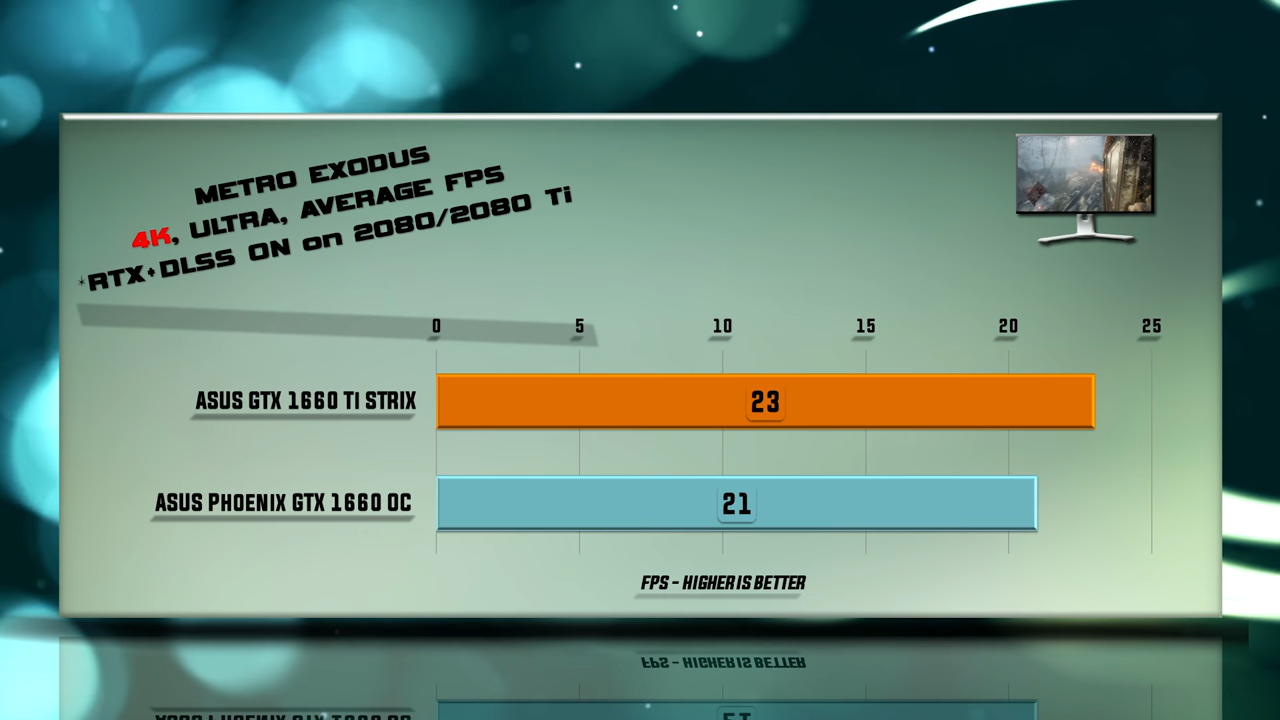 METRO EXODUS
4K, ULTRA, AVERAGE FPS
*RTX+DLSS ON on 2080/2080 Ti
0 5 10 15 20 25
ASUS GTX 1660 TI STRIX 23
ASUS PHOENIX GTX 1660 OC 21
FPS - HIGHER IS BETTER